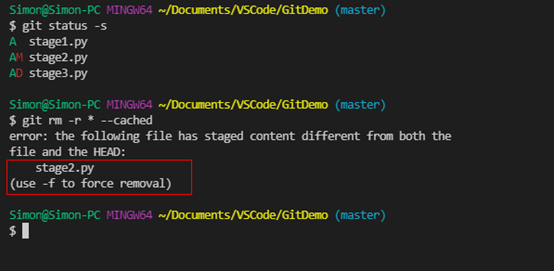 Simon@Simon-PC MINGW64 ~/Documents/VSCode/GitDemo (master)
$ git status -s
A  stage1.py
AM stage2.py
AD stage3.py
Simon@Simon-PC MINGW64 ~/Documents/VSCode/GitDemo (master)
$ git rm -r * --cached
error: the following file has staged content different from both the
file and the HEAD:
    stage2.py
(use -f to force removal)
Simon@Simon-PC MINGW64 ~/Documents/VSCode/GitDemo (master)
$